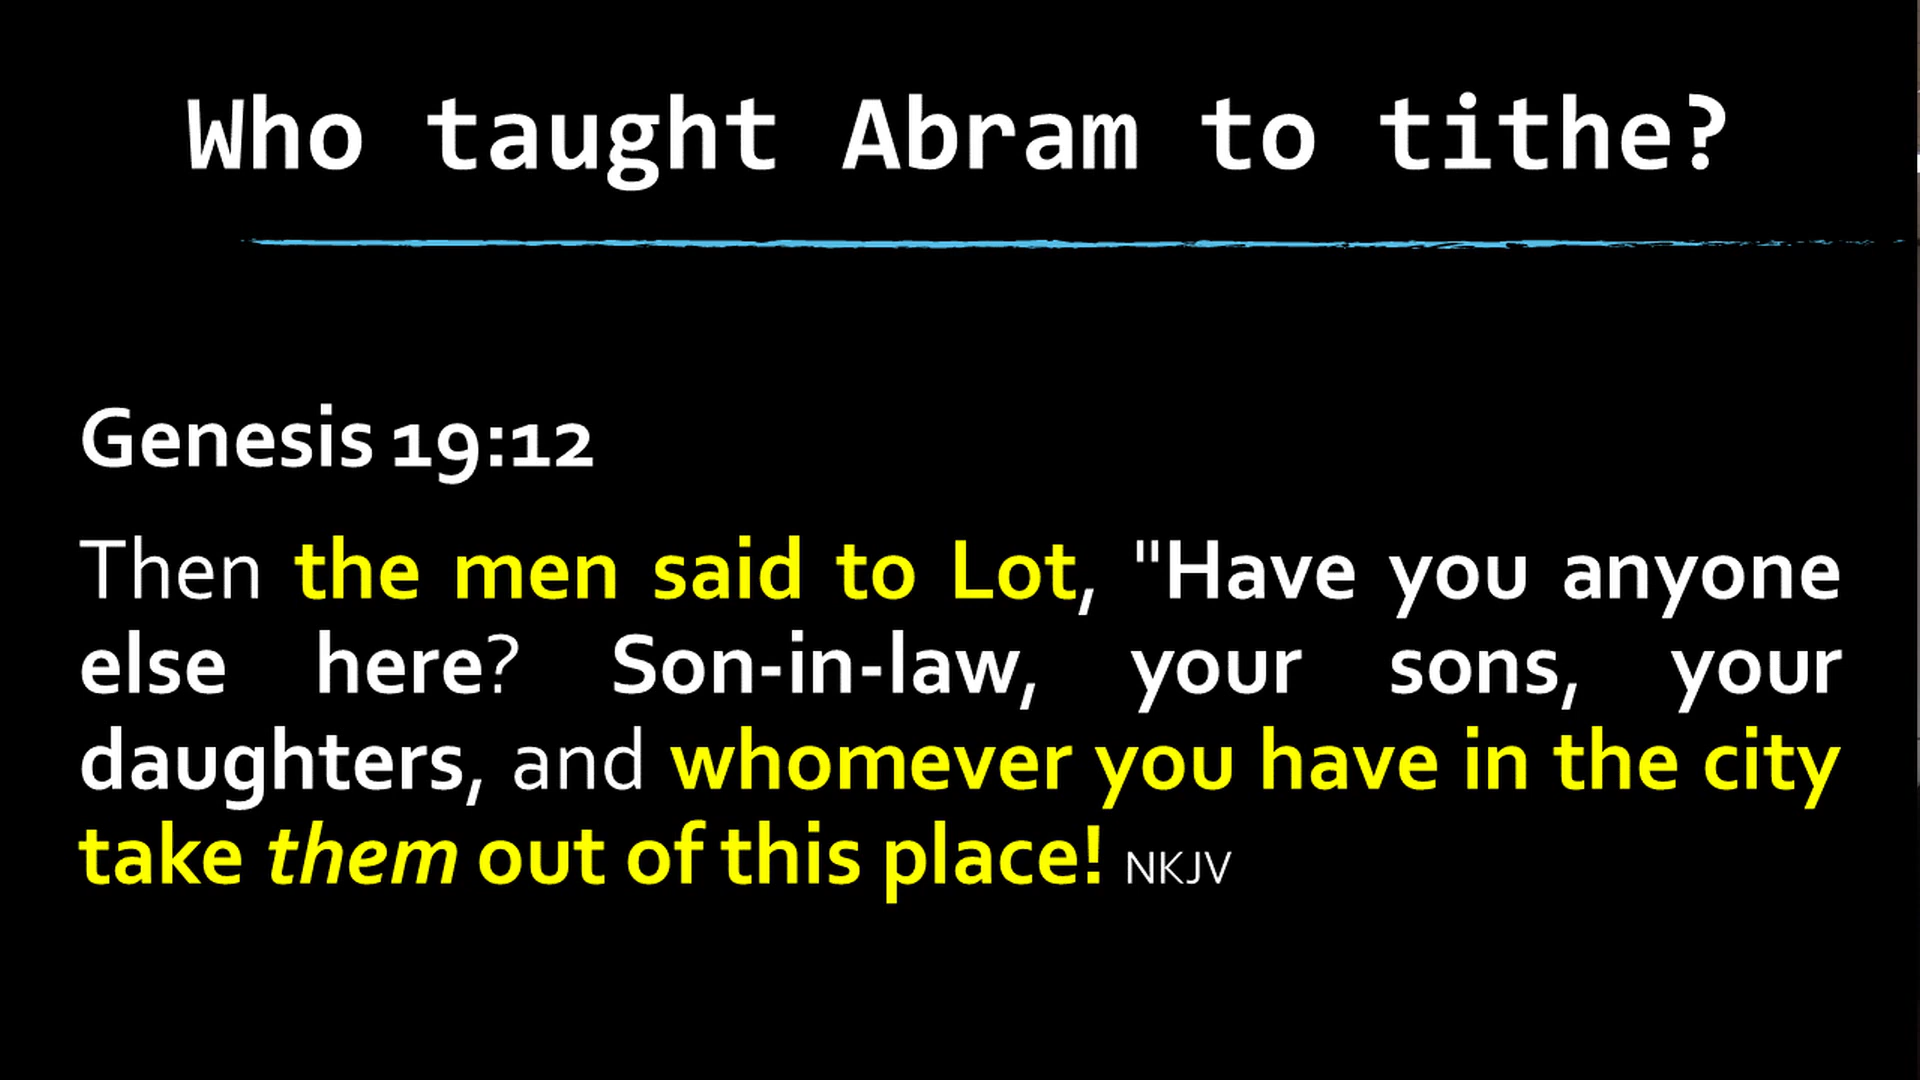 Who taught Abram to tithe?
Genesis 19:12
Then the men said to Lot, "Have you anyone
else here? Son-in-law, your sons, your
daughters, and whomever you have in the city
take them out of this place! NKJV